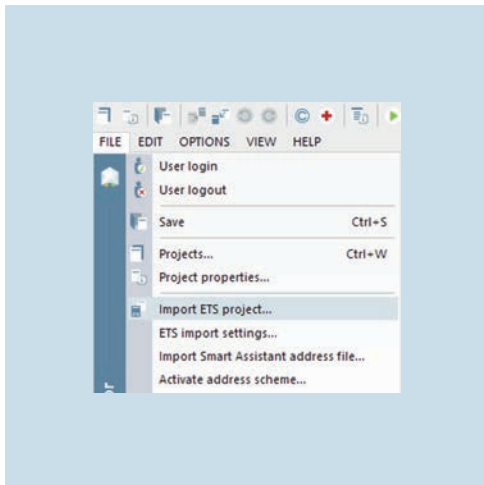 FILE EDIT OPTIONS VIEW HELP
User login
User logout
Save Ctrl+S
Projects... Ctrl+W
Project properties...
Import ETS project...
ETS import settings...
Import Smart Assistant address file...
Activate address scheme...